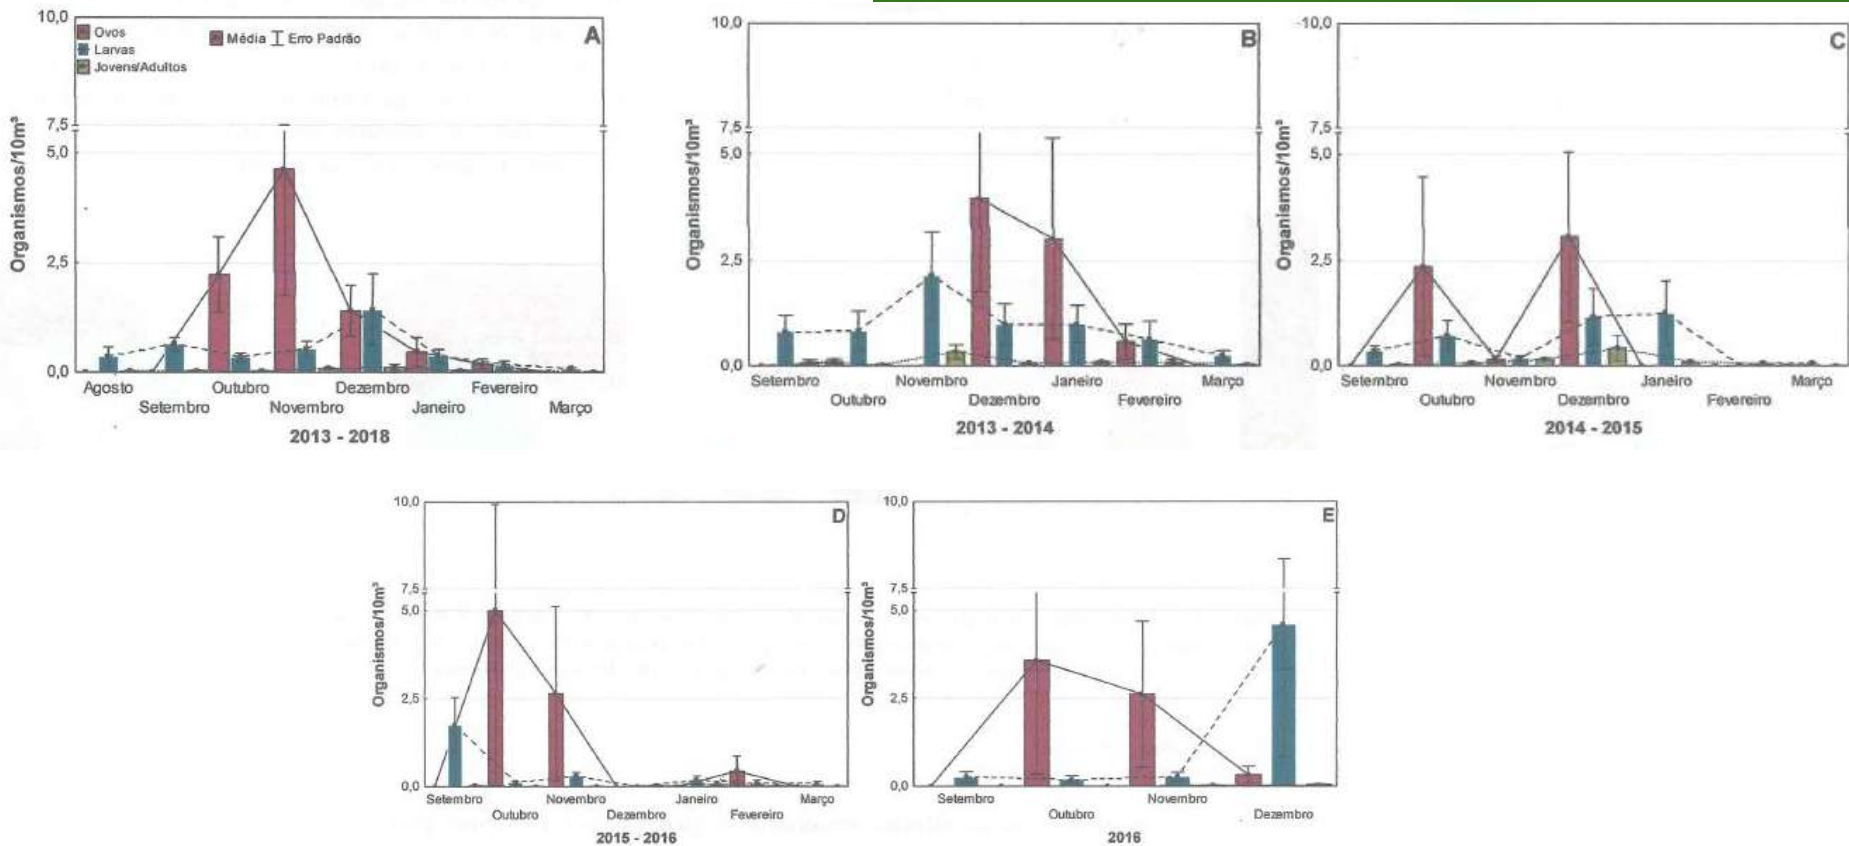 10,0
Ovos
Larvas
Jovens/Adultos
Média Erro Padrão
A
7,5
5,0
2,5
0,0
Organismos/10m³
Agosto
Setembro
Outubro
Novembro
Dezembro
Janeiro
Fevereiro
Março
2013 - 2018
10,0
B
7,5
5,0
2,5
0,0
Organismos/10m³
Setembro
Outubro
Novembro
Dezembro
Janeiro
Fevereiro
Março
2013 - 2014
10,0
C
7,5
5,0
2,5
0,0
Organismos/10m³
Setembro
Outubro
Novembro
Dezembro
Janeiro
Fevereiro
Março
2014 - 2015
10,0
D
7,5
5,0
2,5
0,0
Organismos/10m³
Setembro
Outubro
Novembro
Dezembro
Janeiro
Fevereiro
Março
2015 - 2016
10,0
E
7,5
5,0
2,5
0,0
Organismos/10m³
Setembro
Outubro
Novembro
Dezembro
2016